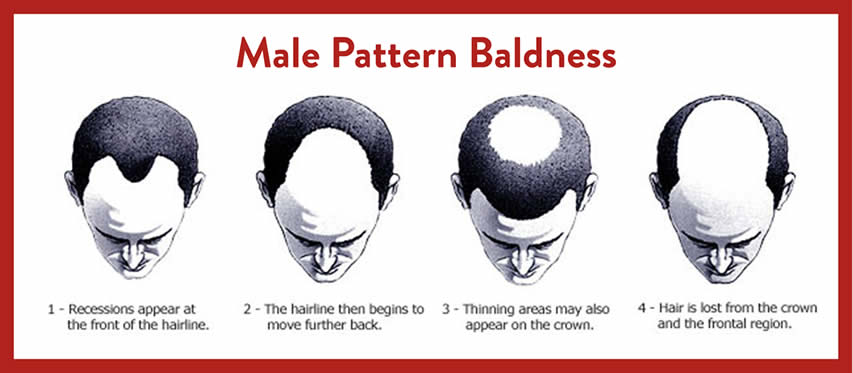 Male Pattern Baldness
1 - Recessions appear at
the front of the hairline.
2 - The hairline then begins to
move further back.
3 - Thinning areas may also
appear on the crown.
4 - Hair is lost from the crown
and the frontal region.